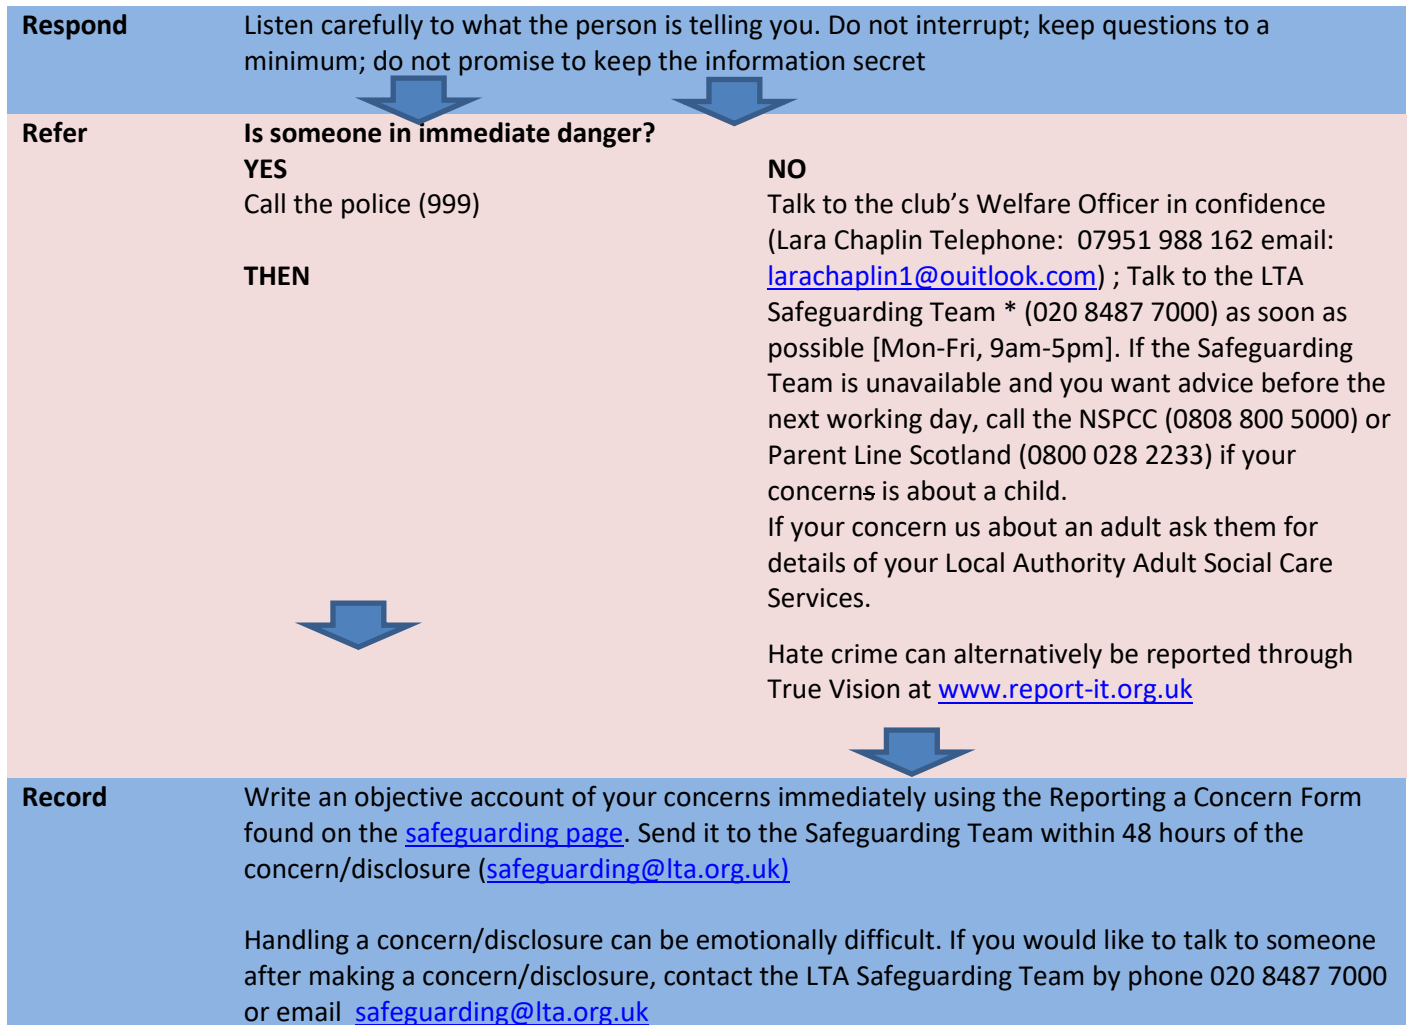 Respond
Listen carefully to what the person is telling you. Do not interrupt; keep questions to a
minimum; do not promise to keep the information secret
Refer
Is someone in immediate danger?
YES
Call the police (999)
THEN
NO
Talk to the club’s Welfare Officer in confidence
(Lara Chaplin Telephone:  07951 988 162 email:
larachaplin1@ouitlook.com) ; Talk to the LTA
Safeguarding Team * (020 8487 7000) as soon as
possible [Mon-Fri, 9am-5pm]. If the Safeguarding
Team is unavailable and you want advice before the
next working day, call the NSPCC (0808 800 5000) or
Parent Line Scotland (0800 028 2233) if your
concerns is about a child.
If your concern us about an adult ask them for
details of your Local Authority Adult Social Care
Services.
Hate crime can alternatively be reported through
True Vision at www.report-it.org.uk
Record
Write an objective account of your concerns immediately using the Reporting a Concern Form
found on the safeguarding page. Send it to the Safeguarding Team within 48 hours of the
concern/disclosure (safeguarding@lta.org.uk)
Handling a concern/disclosure can be emotionally difficult. If you would like to talk to someone
after making a concern/disclosure, contact the LTA Safeguarding Team by phone 020 8487 7000
or email  safeguarding@lta.org.uk